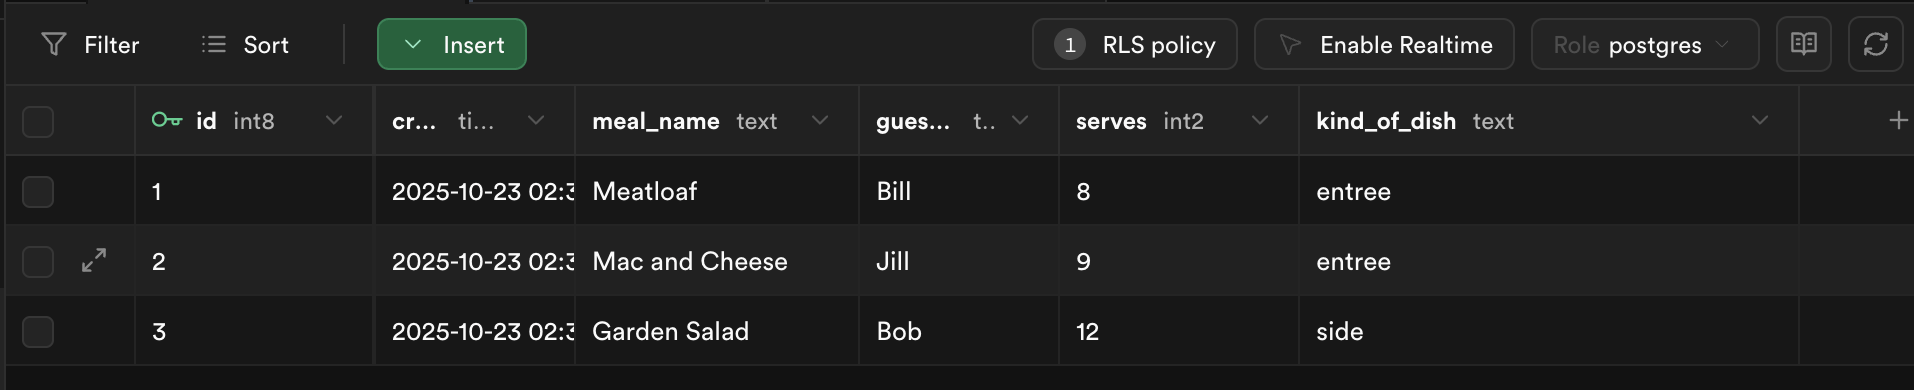 Filter Sort Insert 1 RLS policy Enable Realtime Role postgres
id int8 cr... ti... meal_name text gues... t.. serves int2 kind_of_dish text
1 2025-10-23 02:3 Meatloaf Bill 8 entree
2 2025-10-23 02:3 Mac and Cheese Jill 9 entree
3 2025-10-23 02:3 Garden Salad Bob 12 side